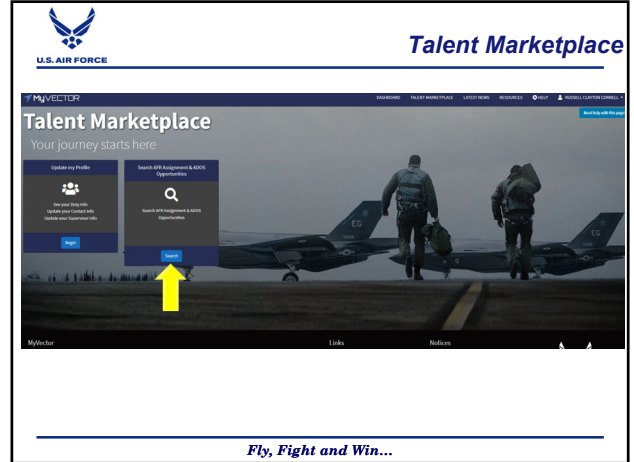 U.S. AIR FORCE
Talent Marketplace
MyVECTOR
DASHBOARD TALENT MARKETPLACE LATEST NEWS RESOURCES HELP RUSSELL CLAYTON CORNELL
Need help with this page
Talent Marketplace
Your journey starts here
Update my Profile
See your Duty Info
Update your Contact Info
Update your Supervisor Info
Begin
Search AFR Assignment & ADOS
Opportunities
Search AFR Assignment & ADOS
Opportunities
Search
EG
EG
MyVector
Links
Notices
Fly, Fight and Win...